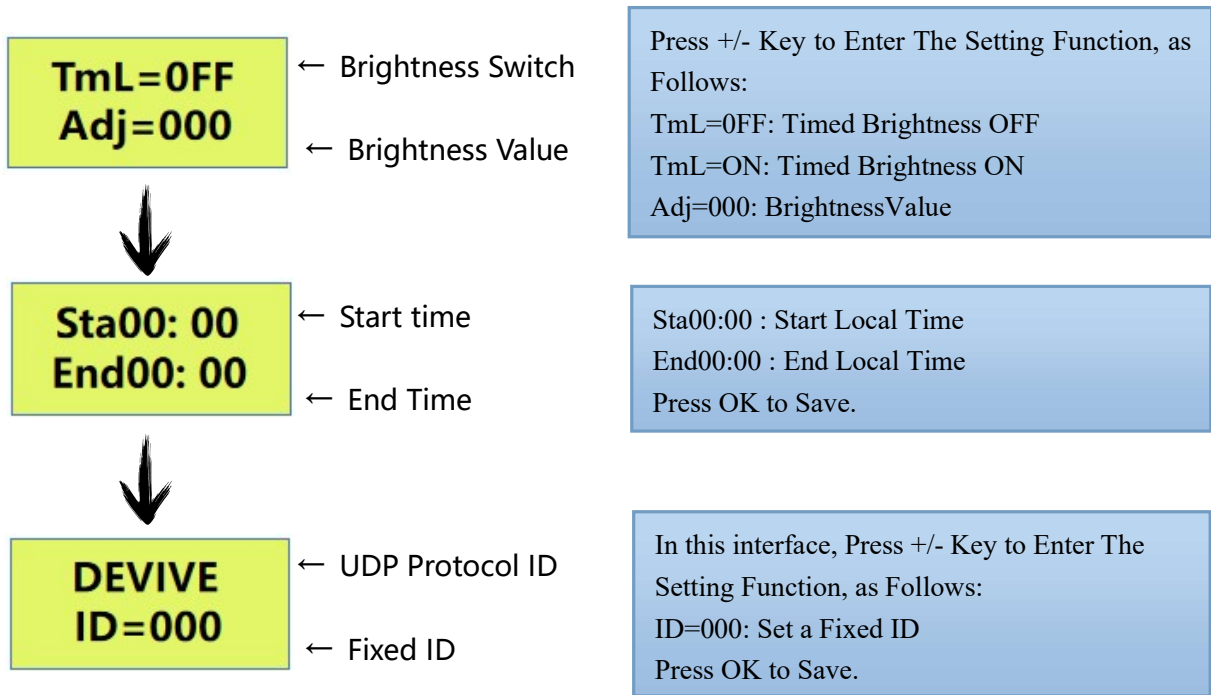 TmL=0FF
Adj=000
← Brightness Switch
← Brightness Value
Press +/- Key to Enter The Setting Function, as
Follows:
TmL=0FF: Timed Brightness OFF
TmL=ON: Timed Brightness ON
Adj=000: BrightnessValue
Sta00: 00
End00: 00
← Start time
← End Time
Sta00:00 : Start Local Time
End00:00 : End Local Time
Press OK to Save.
DEVIVE
ID=000
← UDP Protocol ID
← Fixed ID
In this interface, Press +/- Key to Enter The
Setting Function, as Follows:
ID=000: Set a Fixed ID
Press OK to Save.